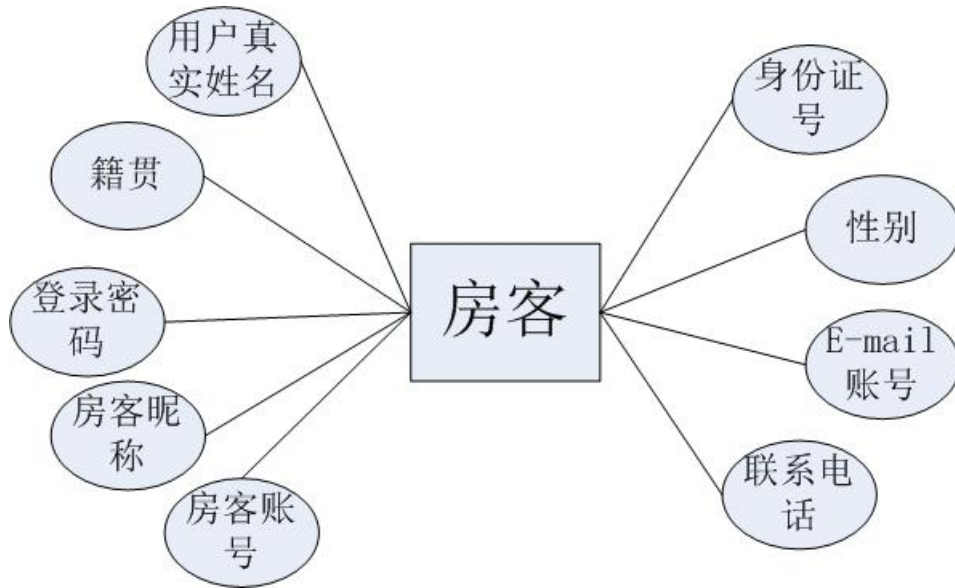 用户真
实姓名
籍贯
登录密
码
房客昵
称
房客账
号
房客
身份证
号
性别
E-mail
账号
联系电
话